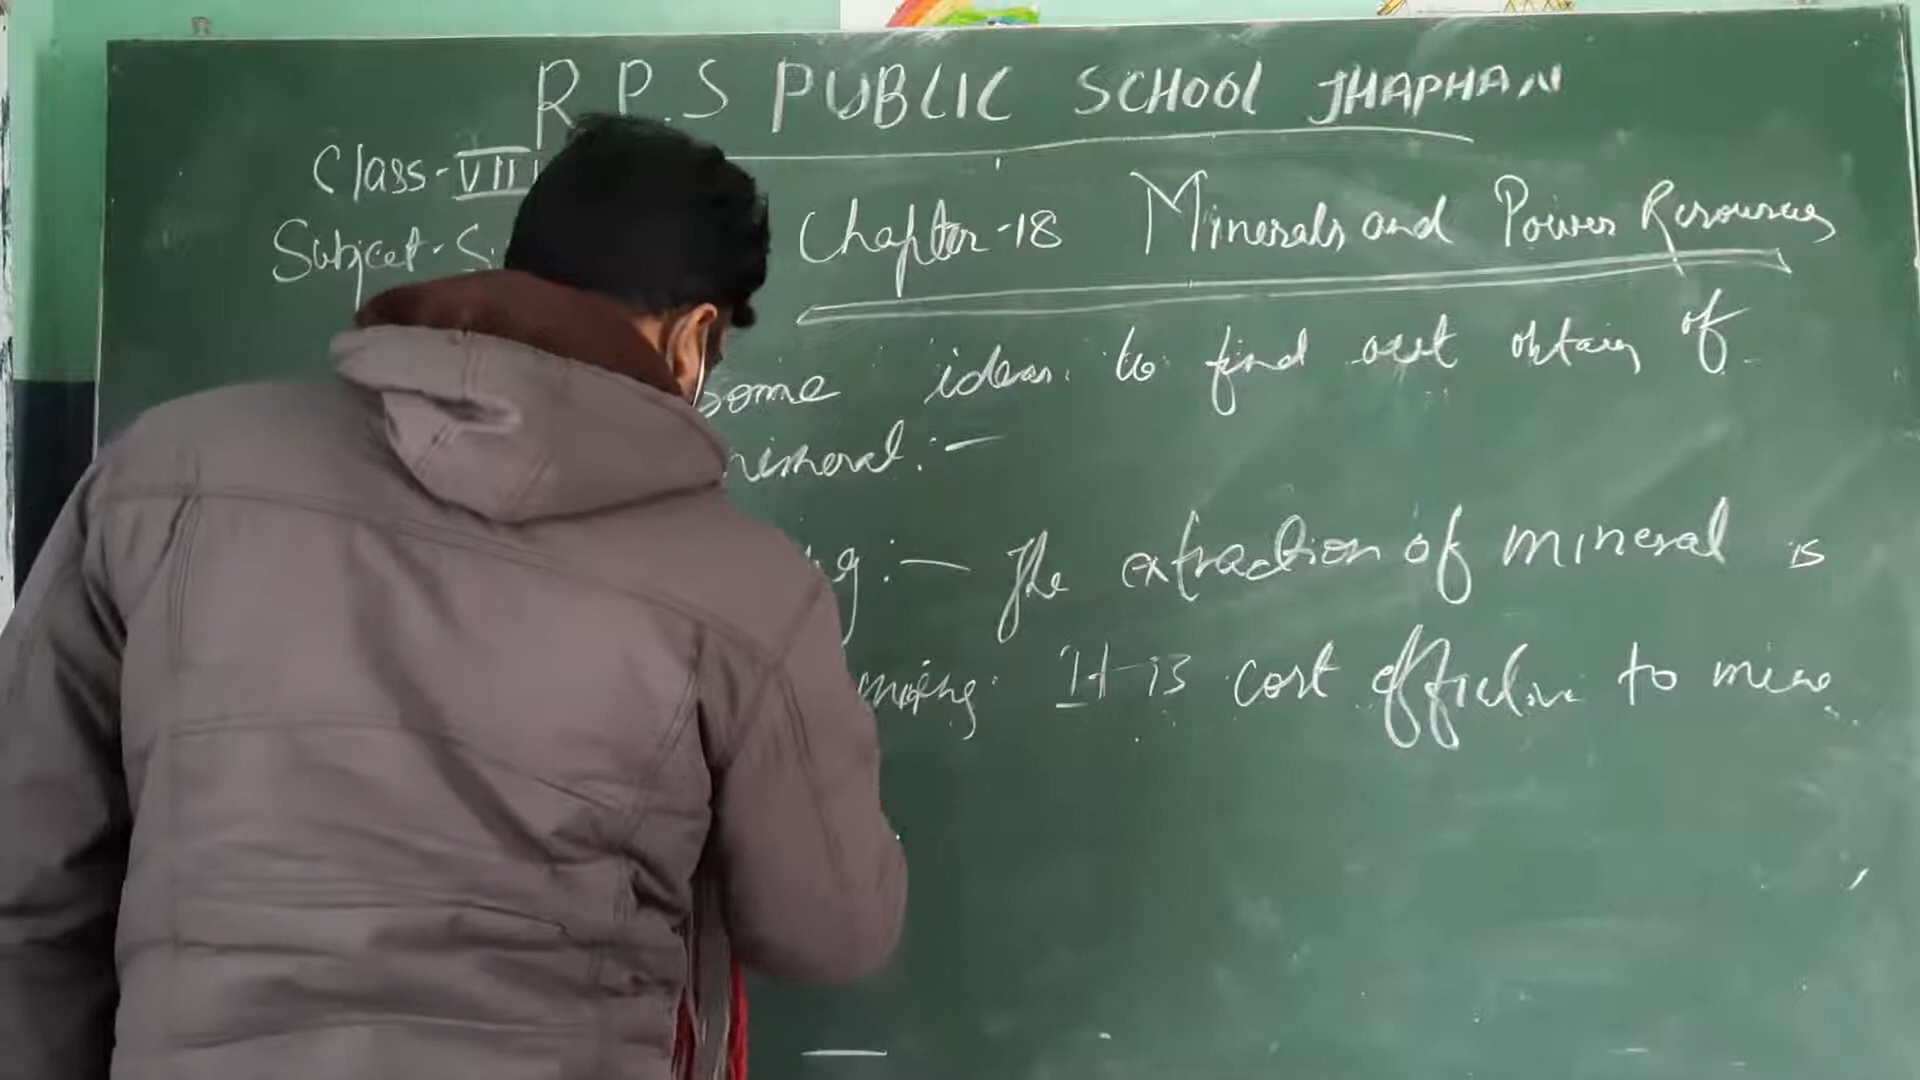 R.P.S PUBLIC SCHOOL JHAPHAN
Class-VIII
Subject-S
Chapter-18 Minerals and Power Resources
some ideas. to find out obtain of
mineral:-
g:- The extraction of mineral is
It is cost effective to mine